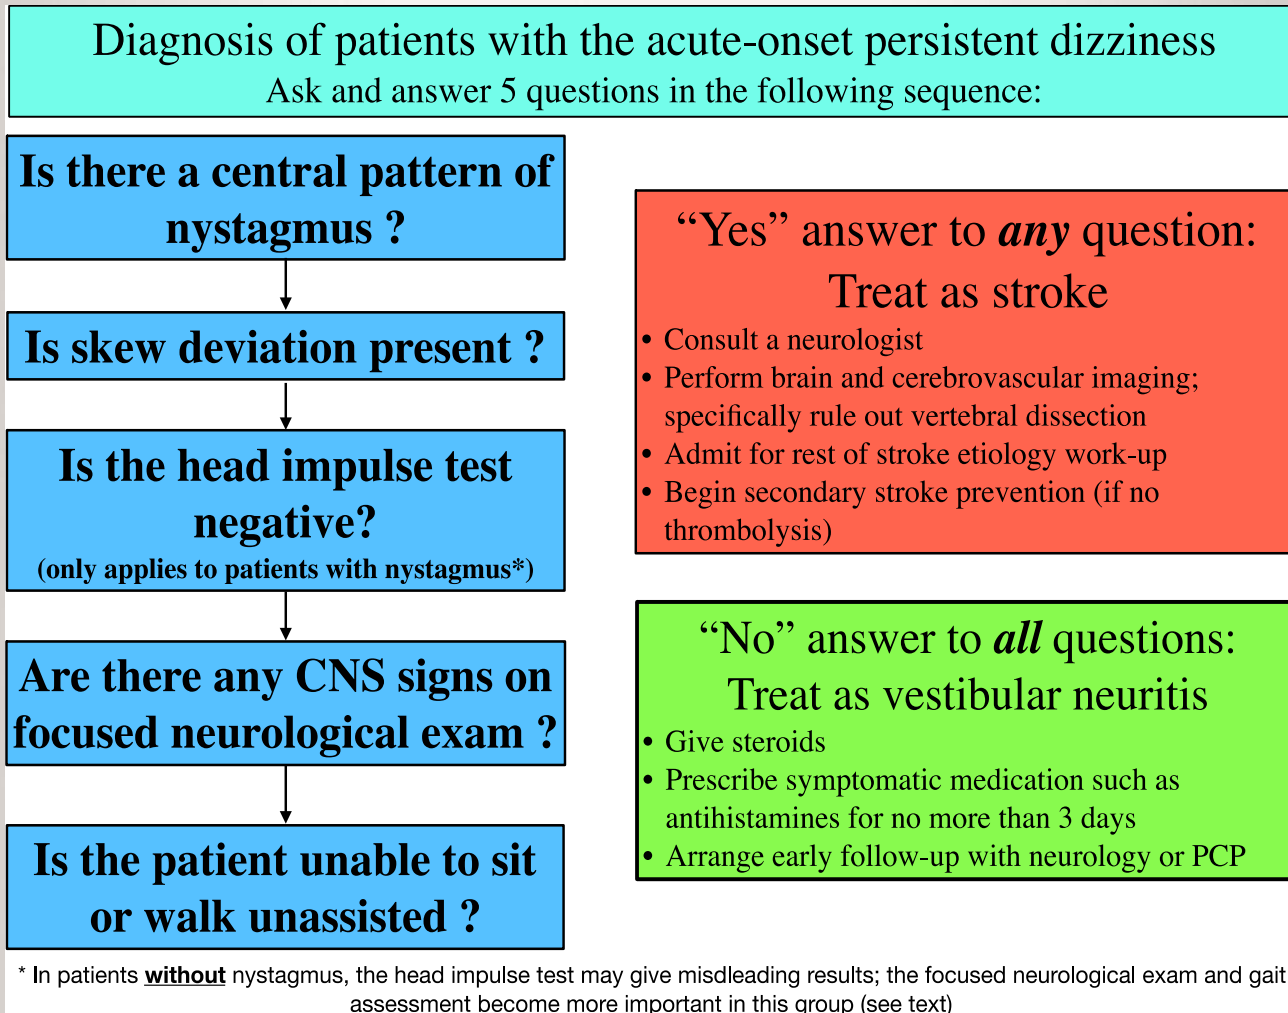 Diagnosis of patients with the acute-onset persistent dizziness
Ask and answer 5 questions in the following sequence:
Is there a central pattern of
nystagmus ?
Is skew deviation present ?
Is the head impulse test
negative?
(only applies to patients with nystagmus*)
Are there any CNS signs on
focused neurological exam ?
Is the patient unable to sit
or walk unassisted ?
“Yes” answer to any question:
Treat as stroke
• Consult a neurologist
• Perform brain and cerebrovascular imaging;
specifically rule out vertebral dissection
• Admit for rest of stroke etiology work-up
• Begin secondary stroke prevention (if no
thrombolysis)
“No” answer to all questions:
Treat as vestibular neuritis
• Give steroids
• Prescribe symptomatic medication such as
antihistamines for no more than 3 days
• Arrange early follow-up with neurology or PCP
* In patients without nystagmus, the head impulse test may give misdleading results; the focused neurological exam and gait
assessment become more important in this group (see text)